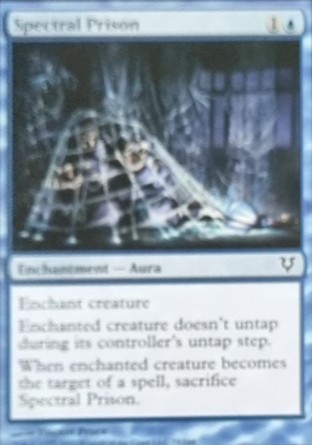 Spectral Prison 1
Enchantment — Aura
Enchant creature
Enchanted creature doesn't untap
during its controller's untap step.
When enchanted creature becomes
the target of a spell, sacrifice
Spectral Prison.